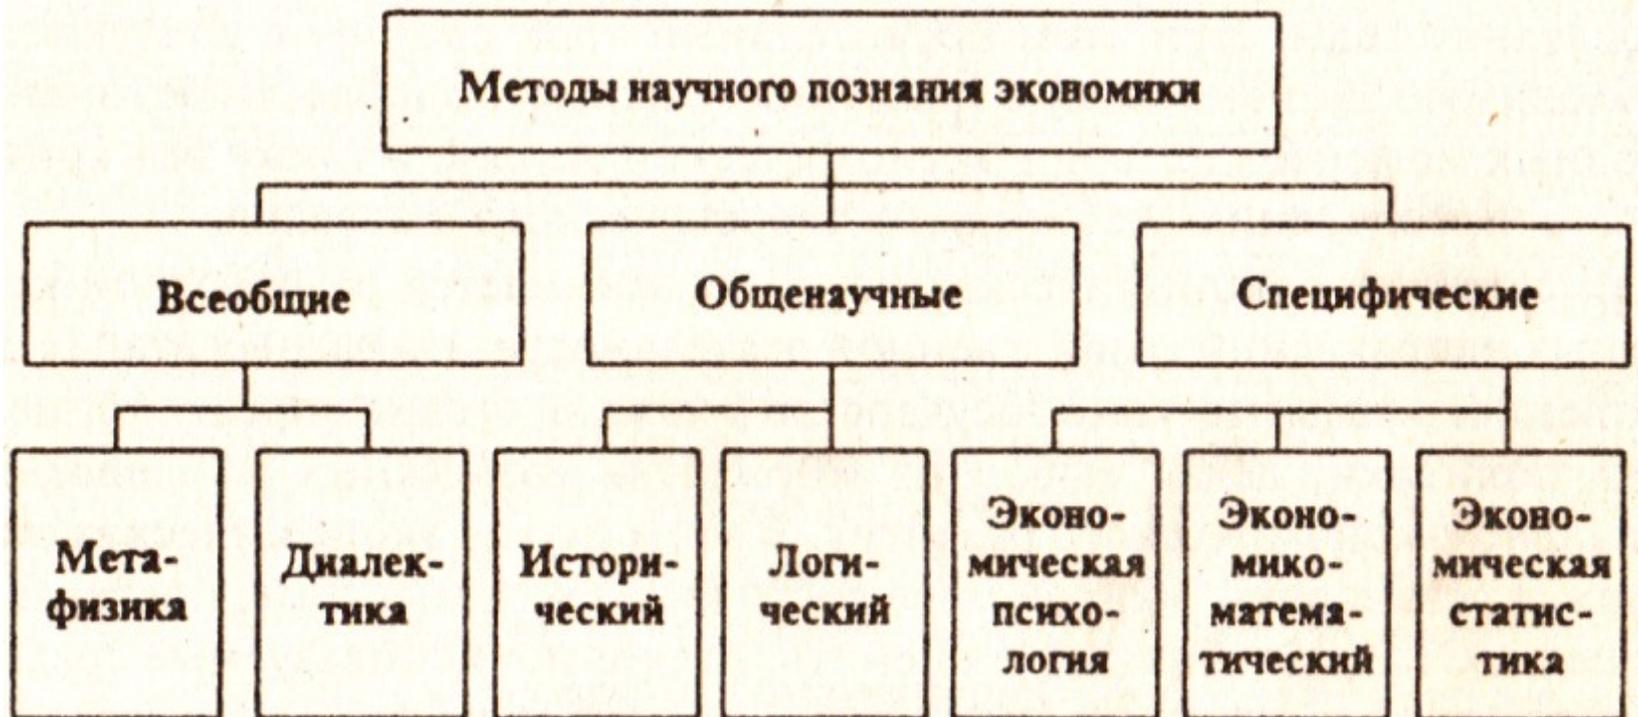 Методы научного познания экономики
Всеобщие
Общенаучные
Специфические
Мета-
физика
Диалек-
тика
Истори-
ческий
Логи-
ческий
Эконо-
мическая
психо-
логия
Эконо-
мико-
матема-
тический
Эконо-
мическая
статис-
тика